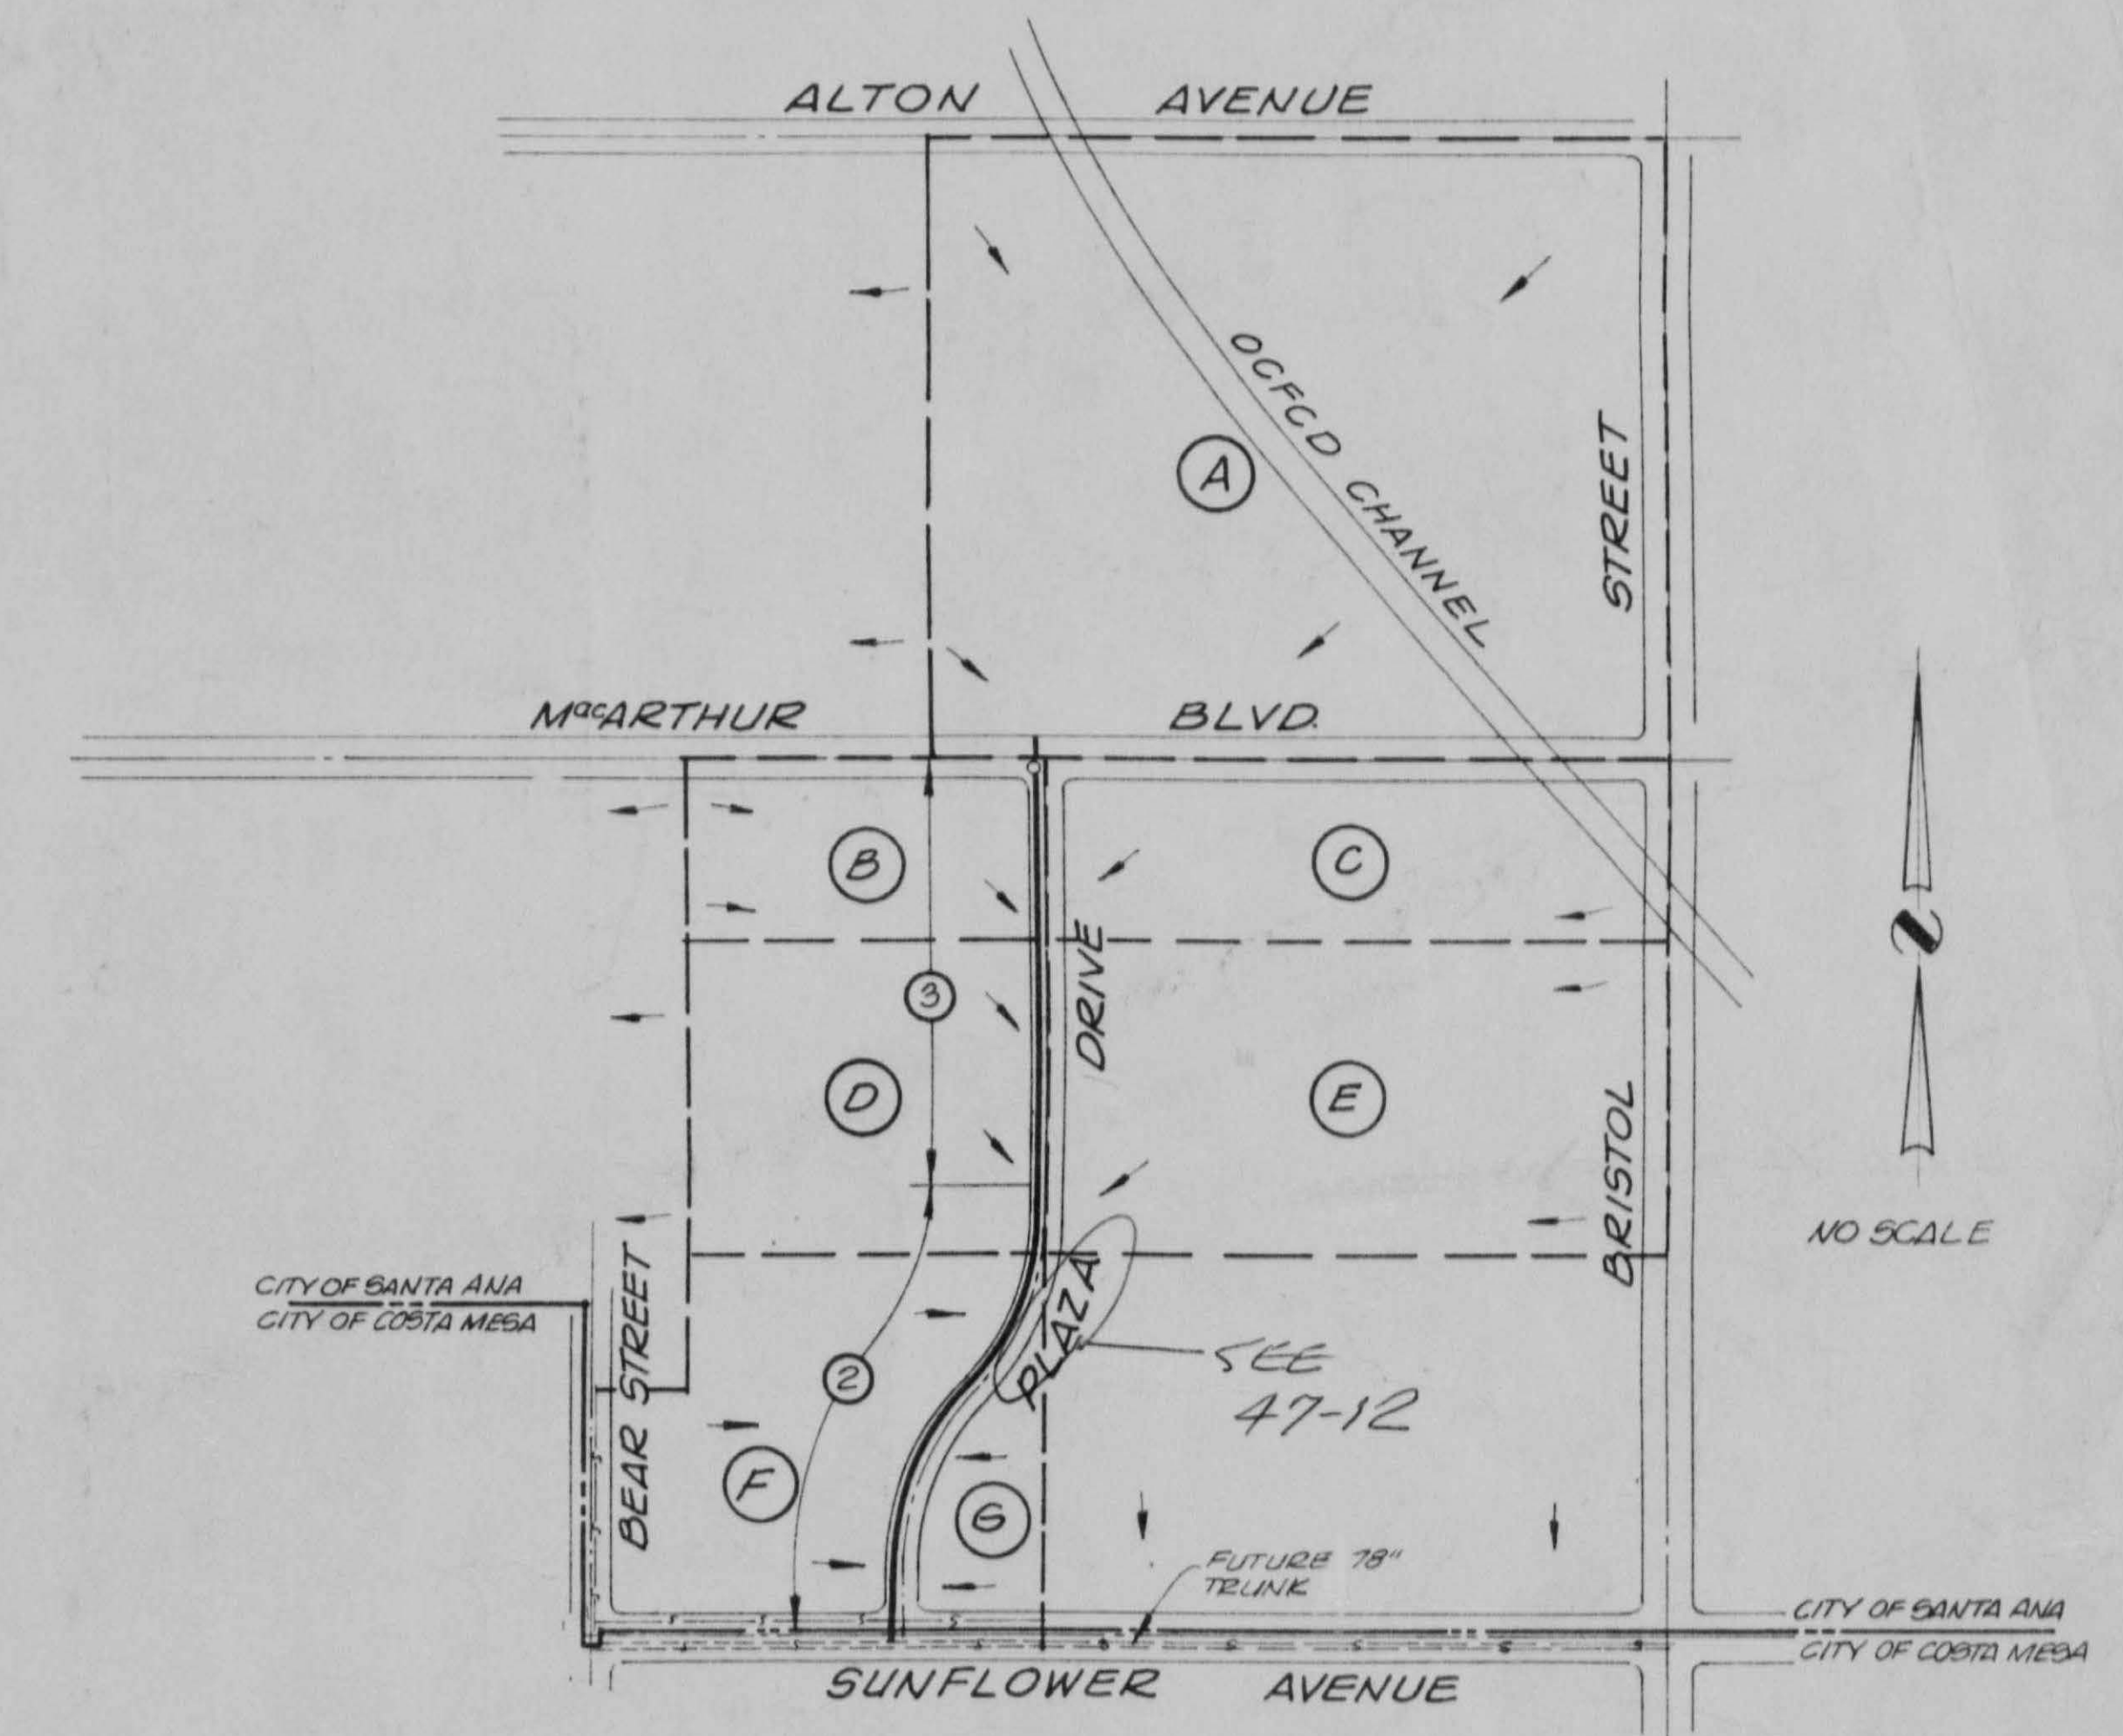 ALTON AVENUE
OCFCD CHANNEL
A
STREET
MacARTHUR BLVD.
B
C
3
DRIVE
D
E
BRISTOL
NO SCALE
CITY OF SANTA ANA
CITY OF COSTA MESA
BEAR STREET
PLAZA
SEE
47-12
2
F
G
FUTURE 78"
TRUNK
CITY OF SANTA ANA
CITY OF COSTA MESA
SUNFLOWER AVENUE